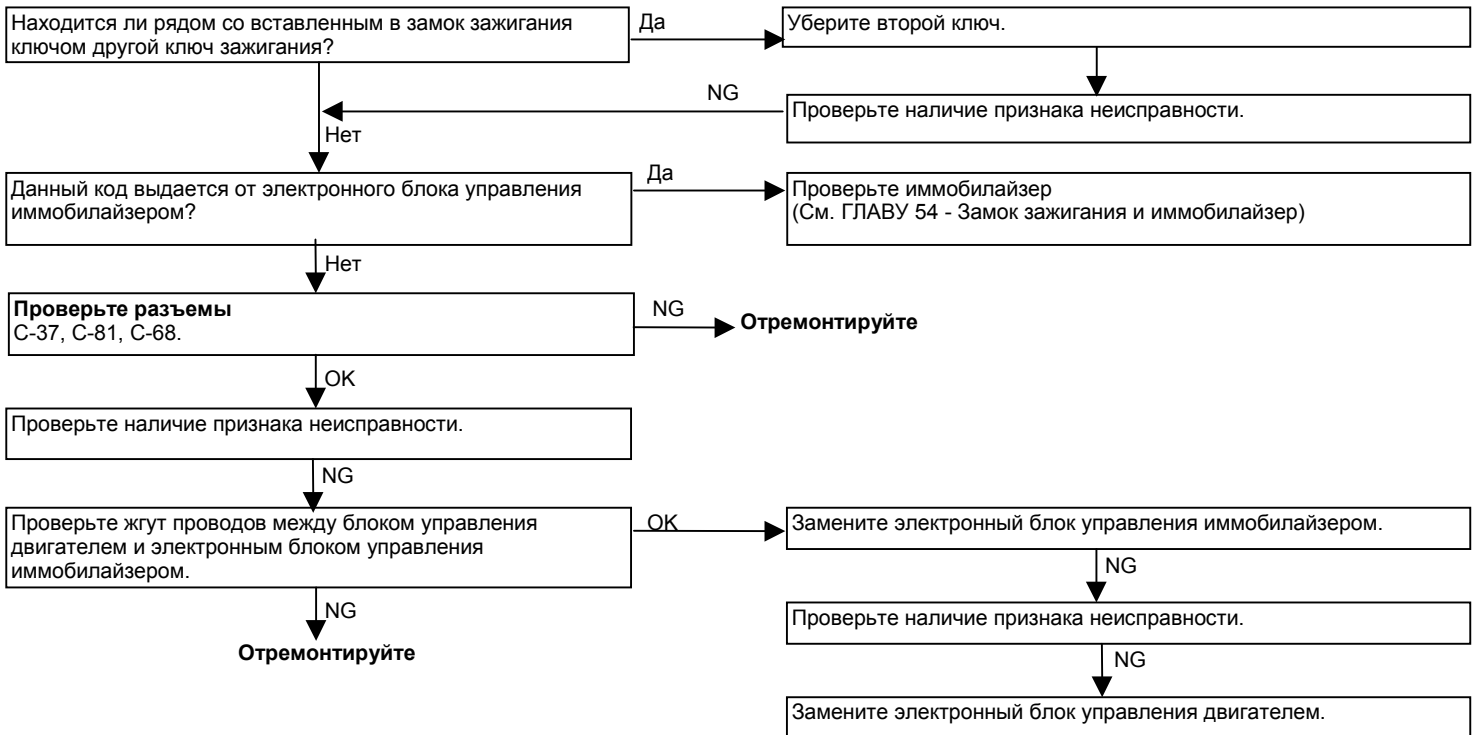 Находится ли рядом со вставленным в замок зажигания
ключом другой ключ зажигания?
Да
Уберите второй ключ.
NG
Проверьте наличие признака неисправности.
Нет
Данный код выдается от электронного блока управления
иммобилайзером?
Да
Проверьте иммобилайзер
(См. ГЛАВУ 54 - Замок зажигания и иммобилайзер)
Нет
Проверьте разъемы
С-37, С-81, С-68.
NG
Отремонтируйте
OK
Проверьте наличие признака неисправности.
NG
Проверьте жгут проводов между блоком управления
двигателем и электронным блоком управления
иммобилайзером.
OK
Замените электронный блок управления иммобилайзером.
NG
NG
Проверьте наличие признака неисправности.
Отремонтируйте
NG
Замените электронный блок управления двигателем.